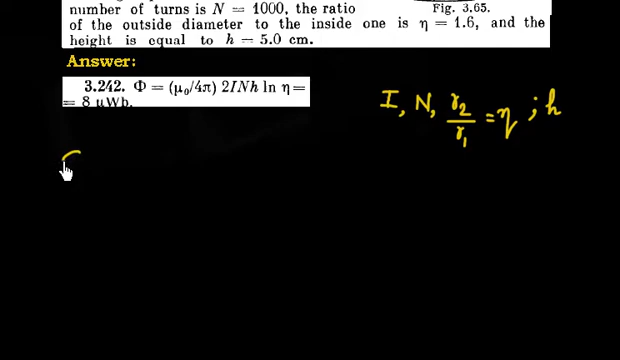 number of turns is N = 1000, the ratio
Fig. 3.65.
of the outside diameter to the inside one is η = 1.6, and the
height is equal to h = 5.0 cm.
Answer:
3.242. Φ = (μ₀/4π) 2INh ln η =
= 8 μWb.
I, N, r₂/r₁ = η ; h